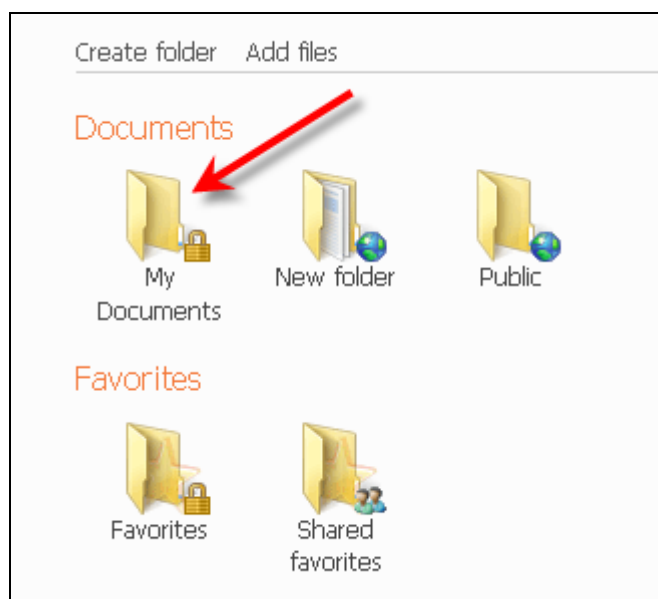 Create folder Add files
Documents
My
Documents
New folder
Public
Favorites
Favorites
Shared
favorites